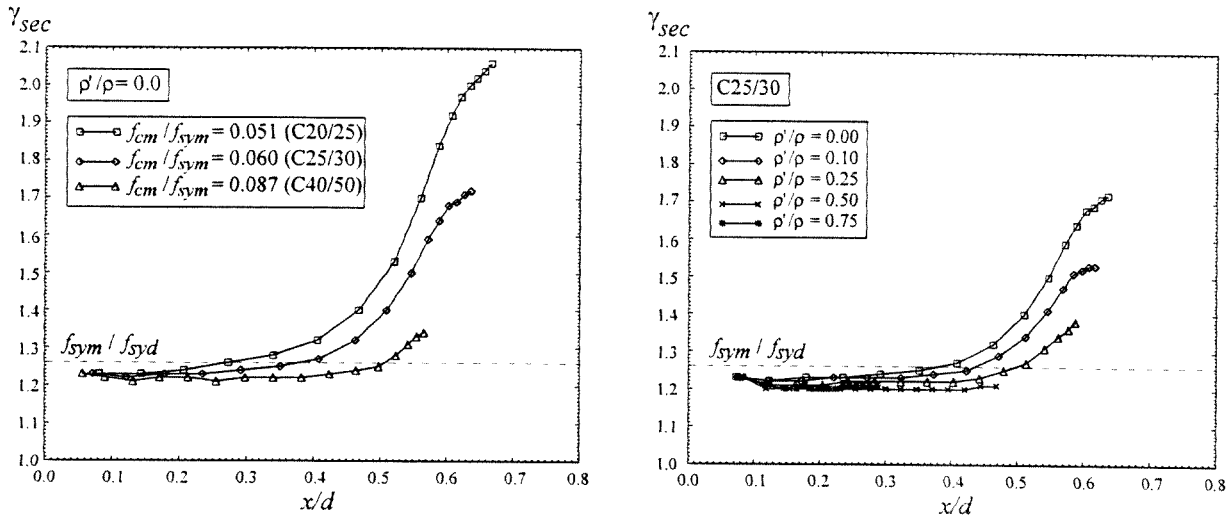 γsec
2.1
2.0
1.9
1.8
1.7
1.6
1.5
1.4
1.3
1.2
1.1
1.0
ρ'/ρ = 0.0
fcm / fsym = 0.051 (C20/25)
fcm / fsym = 0.060 (C25/30)
fcm / fsym = 0.087 (C40/50)
fsym / fsyd
0.0 0.1 0.2 0.3 0.4 0.5 0.6 0.7 0.8
x/d
γsec
2.1
2.0
1.9
1.8
1.7
1.6
1.5
1.4
1.3
1.2
1.1
1.0
C25/30
ρ'/ρ = 0.00
ρ'/ρ = 0.10
ρ'/ρ = 0.25
ρ'/ρ = 0.50
ρ'/ρ = 0.75
fsym / fsyd
0.0 0.1 0.2 0.3 0.4 0.5 0.6 0.7 0.8
x/d